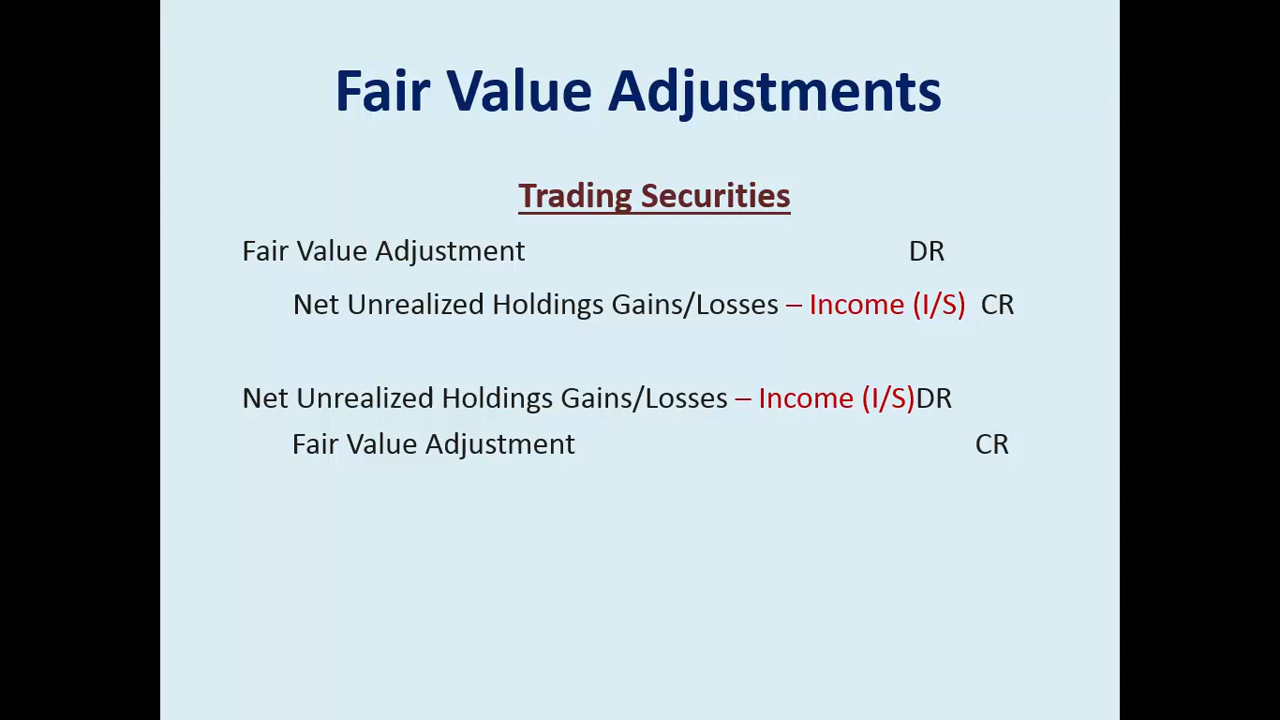 Fair Value Adjustments
Trading Securities
Fair Value Adjustment DR
Net Unrealized Holdings Gains/Losses – Income (I/S) CR
Net Unrealized Holdings Gains/Losses – Income (I/S)DR
Fair Value Adjustment CR